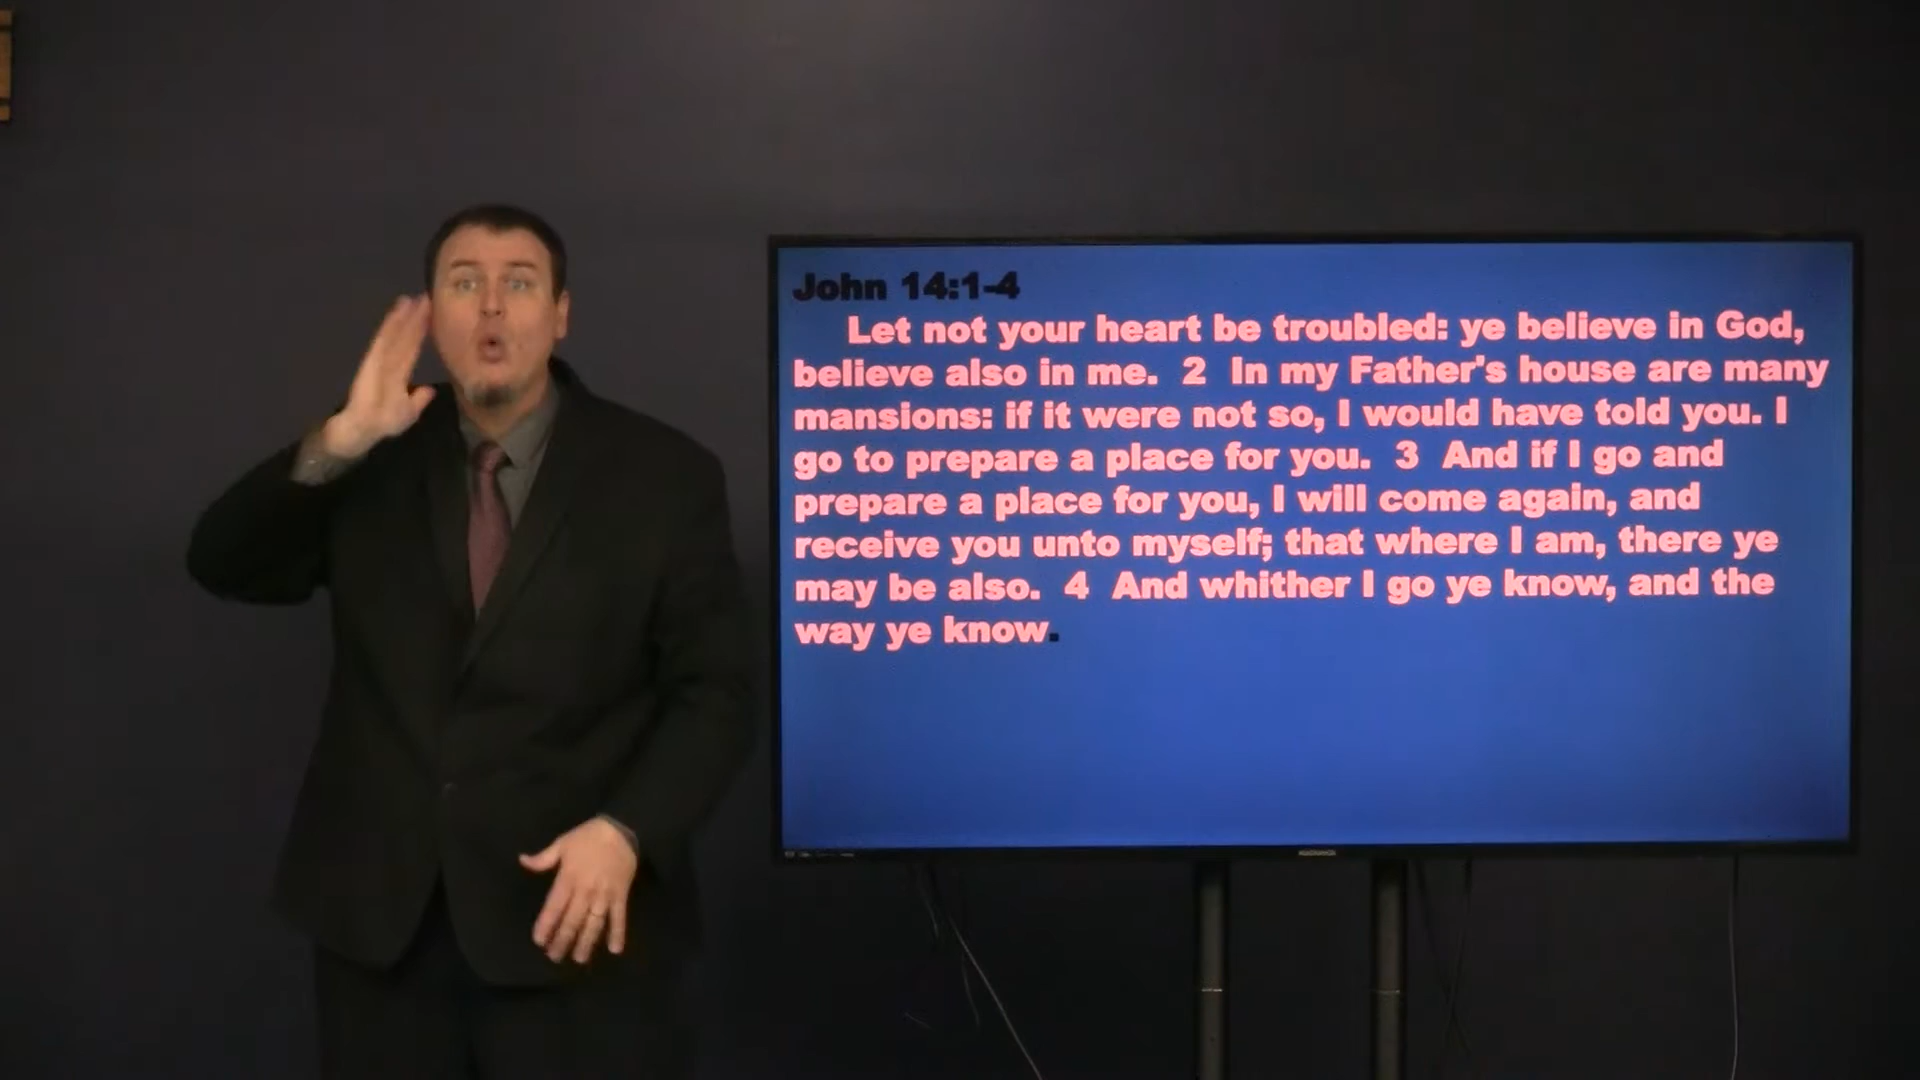 John 14:1-4
Let not your heart be troubled: ye believe in God,
believe also in me. 2 In my Father's house are many
mansions: if it were not so, I would have told you. I
go to prepare a place for you. 3 And if I go and
prepare a place for you, I will come again, and
receive you unto myself; that where I am, there ye
may be also. 4 And whither I go ye know, and the
way ye know.